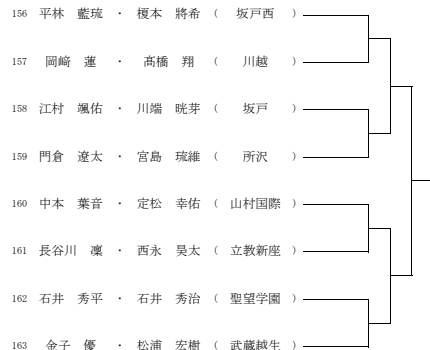 156 平林 藍琉 ・ 榎本 將希 ( 坂戸西 )
157 岡﨑 蓮 ・ 髙橋 翔 ( 川越 )
158 江村 颯佑 ・ 川端 晄芽 ( 坂戸 )
159 門倉 遼太 ・ 宮島 琉維 ( 所沢 )
160 中本 葉音 ・ 定松 幸佑 ( 山村国際 )
161 長谷川 凜 ・ 西永 昊太 ( 立教新座 )
162 石井 秀平 ・ 石井 秀治 ( 聖望学園 )
163 金子 優 ・ 松浦 宏樹 ( 武蔵越生 )